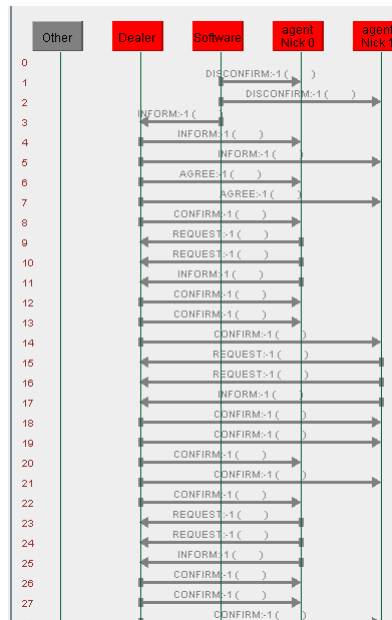 Other Dealer Software agent Nick 0 agent Nick 1
0
DISCONFIRM:-1 ( )
1
DISCONFIRM:-1 ( )
2
INFORM:-1 ( )
3
INFORM:-1 ( )
4
INFORM:-1 ( )
5
AGREE:-1 ( )
6
AGREE:-1 ( )
7
CONFIRM:-1 ( )
8
REQUEST:-1 ( )
9
REQUEST:-1 ( )
10
INFORM:-1 ( )
11
CONFIRM:-1 ( )
12
CONFIRM:-1 ( )
13
CONFIRM:-1 ( )
14
REQUEST:-1 ( )
15
REQUEST:-1 ( )
16
INFORM:-1 ( )
17
CONFIRM:-1 ( )
18
CONFIRM:-1 ( )
19
CONFIRM:-1 ( )
20
CONFIRM:-1 ( )
21
CONFIRM:-1 ( )
22
REQUEST:-1 ( )
23
REQUEST:-1 ( )
24
INFORM:-1 ( )
25
CONFIRM:-1 ( )
26
CONFIRM:-1 ( )
27
CONFIRM:-1 ( )